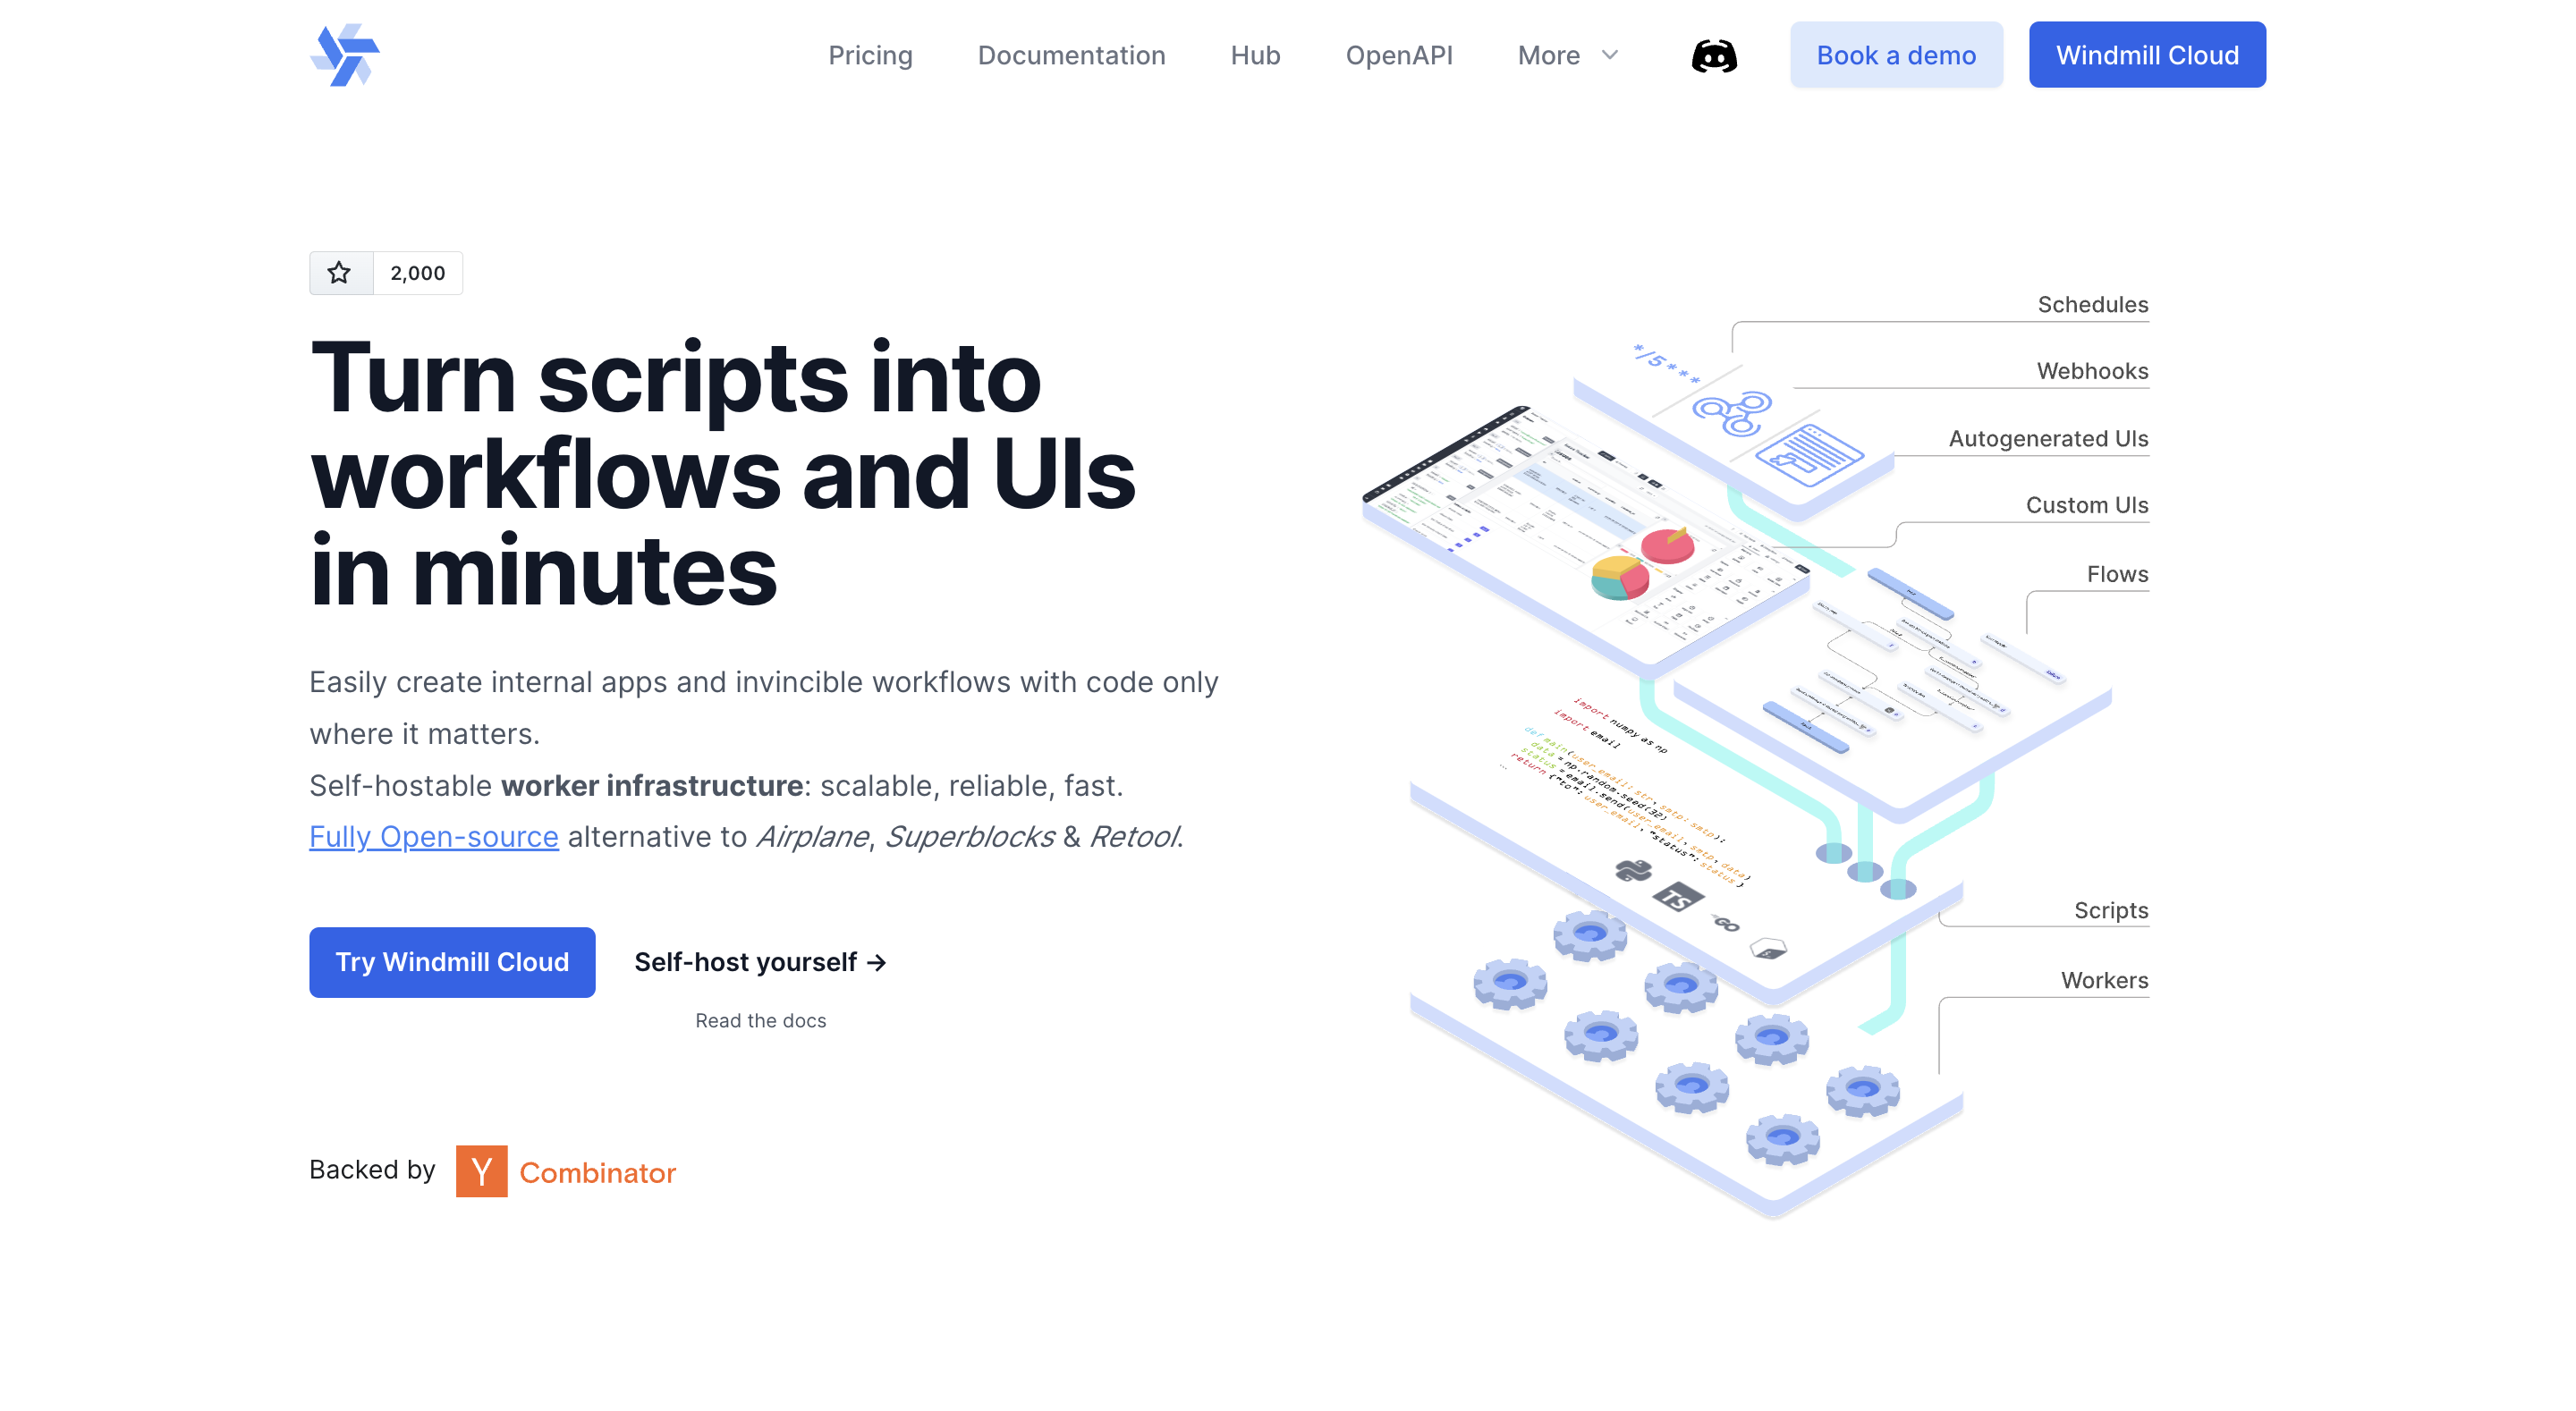 Pricing
Documentation
Hub
OpenAPI
More
Book a demo
Windmill Cloud
2,000
Turn scripts into
workflows and UIs
in minutes
Easily create internal apps and invincible workflows with code only
where it matters.
Self-hostable worker infrastructure: scalable, reliable, fast.
Fully Open-source alternative to Airplane, Superblocks & Retool.
Try Windmill Cloud
Self-host yourself →
Read the docs
Backed by
Y Combinator
Schedules
Webhooks
Autogenerated UIs
Custom UIs
Flows
Scripts
Workers
*/5 * * *
import numpy as np
import email
def main(user_email: str, smtp: smtp):
data = np.random.seed(32)
status = email.send(user_email, smtp, data)
return {"to": user_email, "status": status }
...
TS
GO